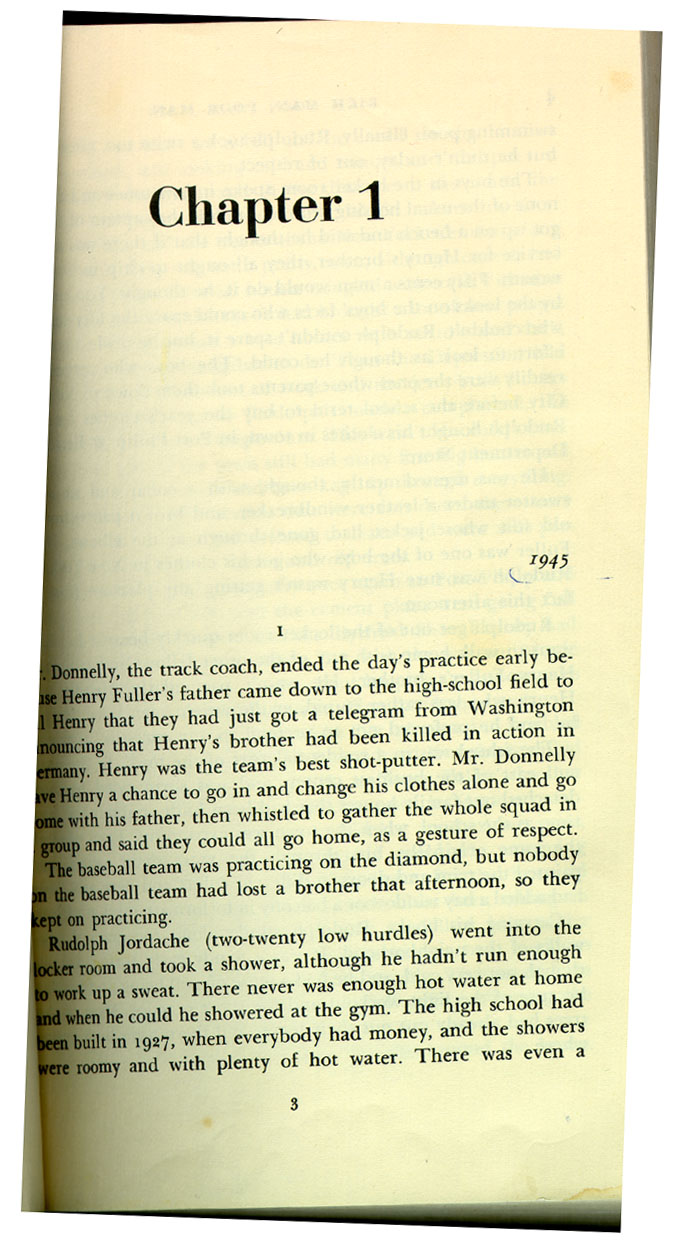 Chapter 1
1945
I
. Donnelly, the track coach, ended the day's practice early be-
use Henry Fuller's father came down to the high-school field to
l Henry that they had just got a telegram from Washington
nouncing that Henry's brother had been killed in action in
ermany. Henry was the team's best shot-putter. Mr. Donnelly
ave Henry a chance to go in and change his clothes alone and go
ome with his father, then whistled to gather the whole squad in
group and said they could all go home, as a gesture of respect.
The baseball team was practicing on the diamond, but nobody
on the baseball team had lost a brother that afternoon, so they
kept on practicing.
Rudolph Jordache (two-twenty low hurdles) went into the
locker room and took a shower, although he hadn't run enough
to work up a sweat. There never was enough hot water at home
and when he could he showered at the gym. The high school had
been built in 1927, when everybody had money, and the showers
were roomy and with plenty of hot water. There was even a
3